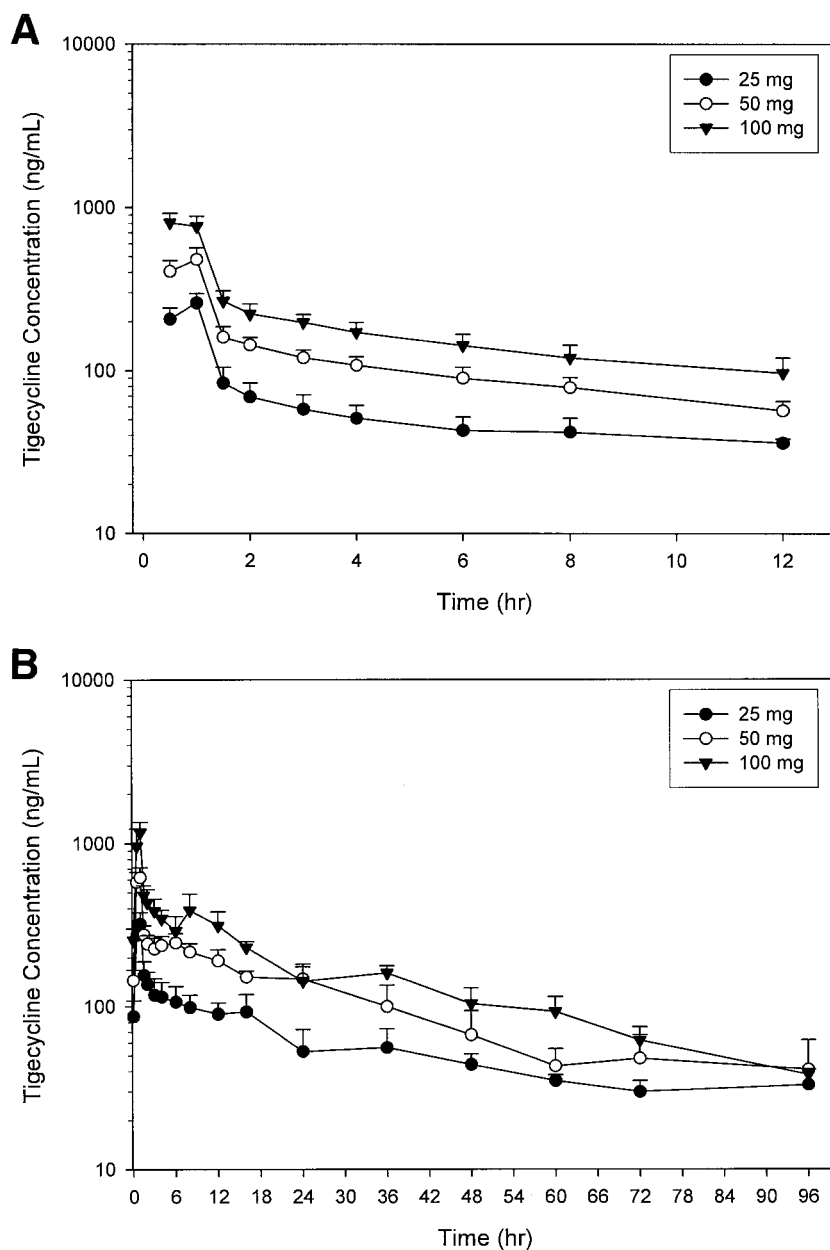 A
10000
1000
100
10
Tigecycline Concentration (ng/mL)
25 mg
50 mg
100 mg
0 2 4 6 8 10 12
Time (hr)
B
10000
1000
100
10
Tigecycline Concentration (ng/mL)
25 mg
50 mg
100 mg
0 6 12 18 24 30 36 42 48 54 60 66 72 78 84 90 96
Time (hr)